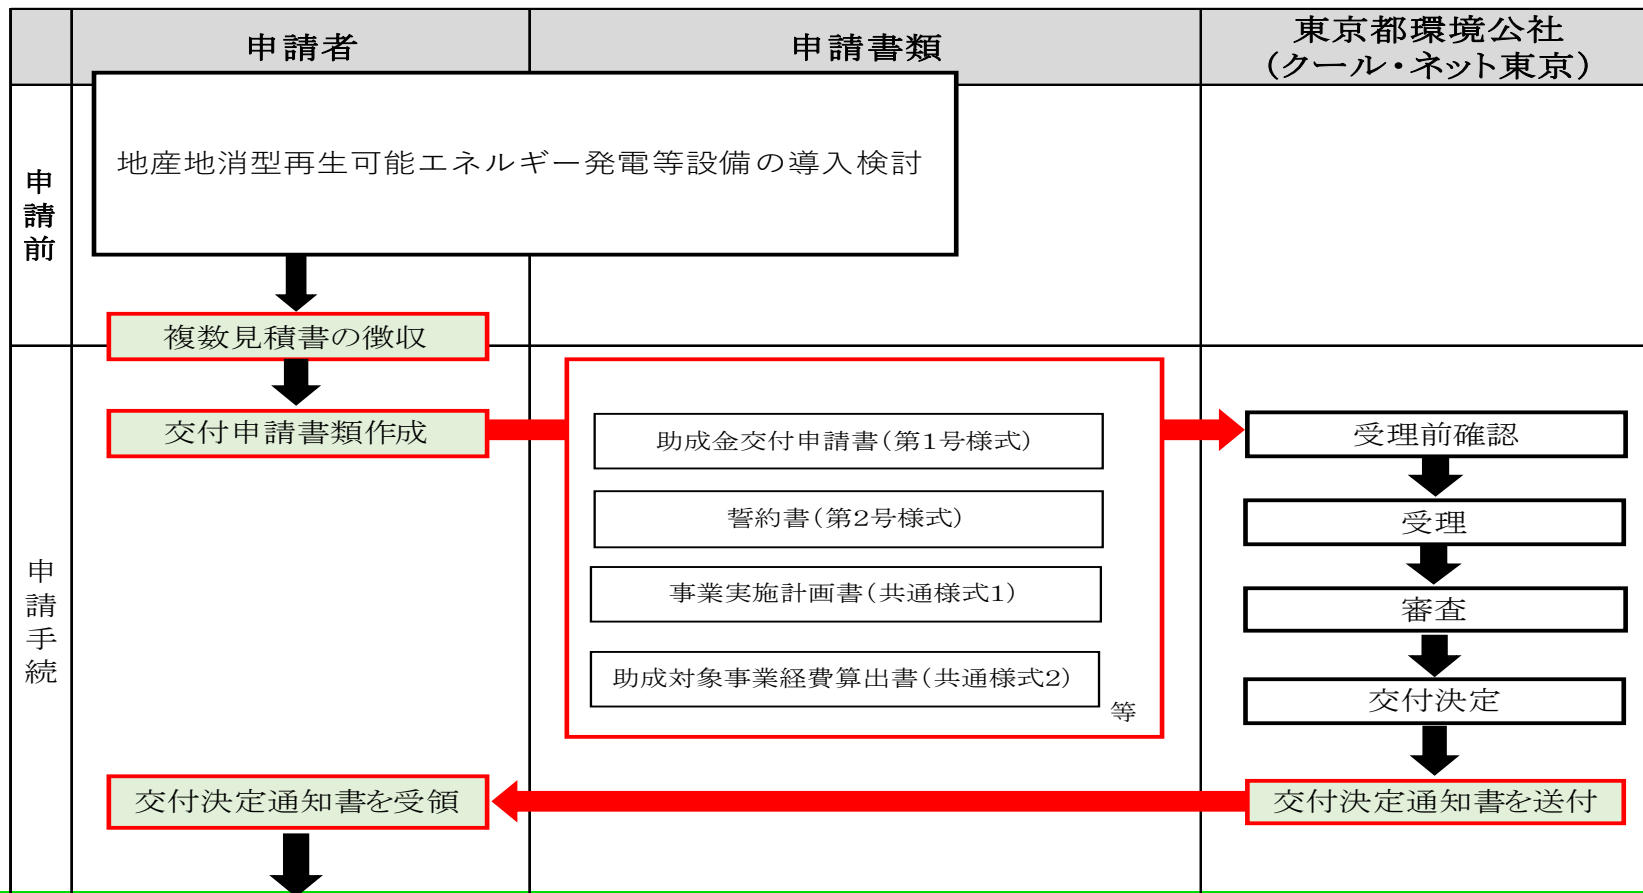 申請者
申請書類
東京都環境公社
（クール・ネット東京）
申請前
地産地消型再生可能エネルギー発電等設備の導入検討
複数見積書の徴収
申請手続
交付申請書類作成
助成金交付申請書（第1号様式）
誓約書（第2号様式）
事業実施計画書（共通様式1）
助成対象事業経費算出書（共通様式2）
等
受理前確認
受理
審査
交付決定
交付決定通知書を送付
交付決定通知書を受領